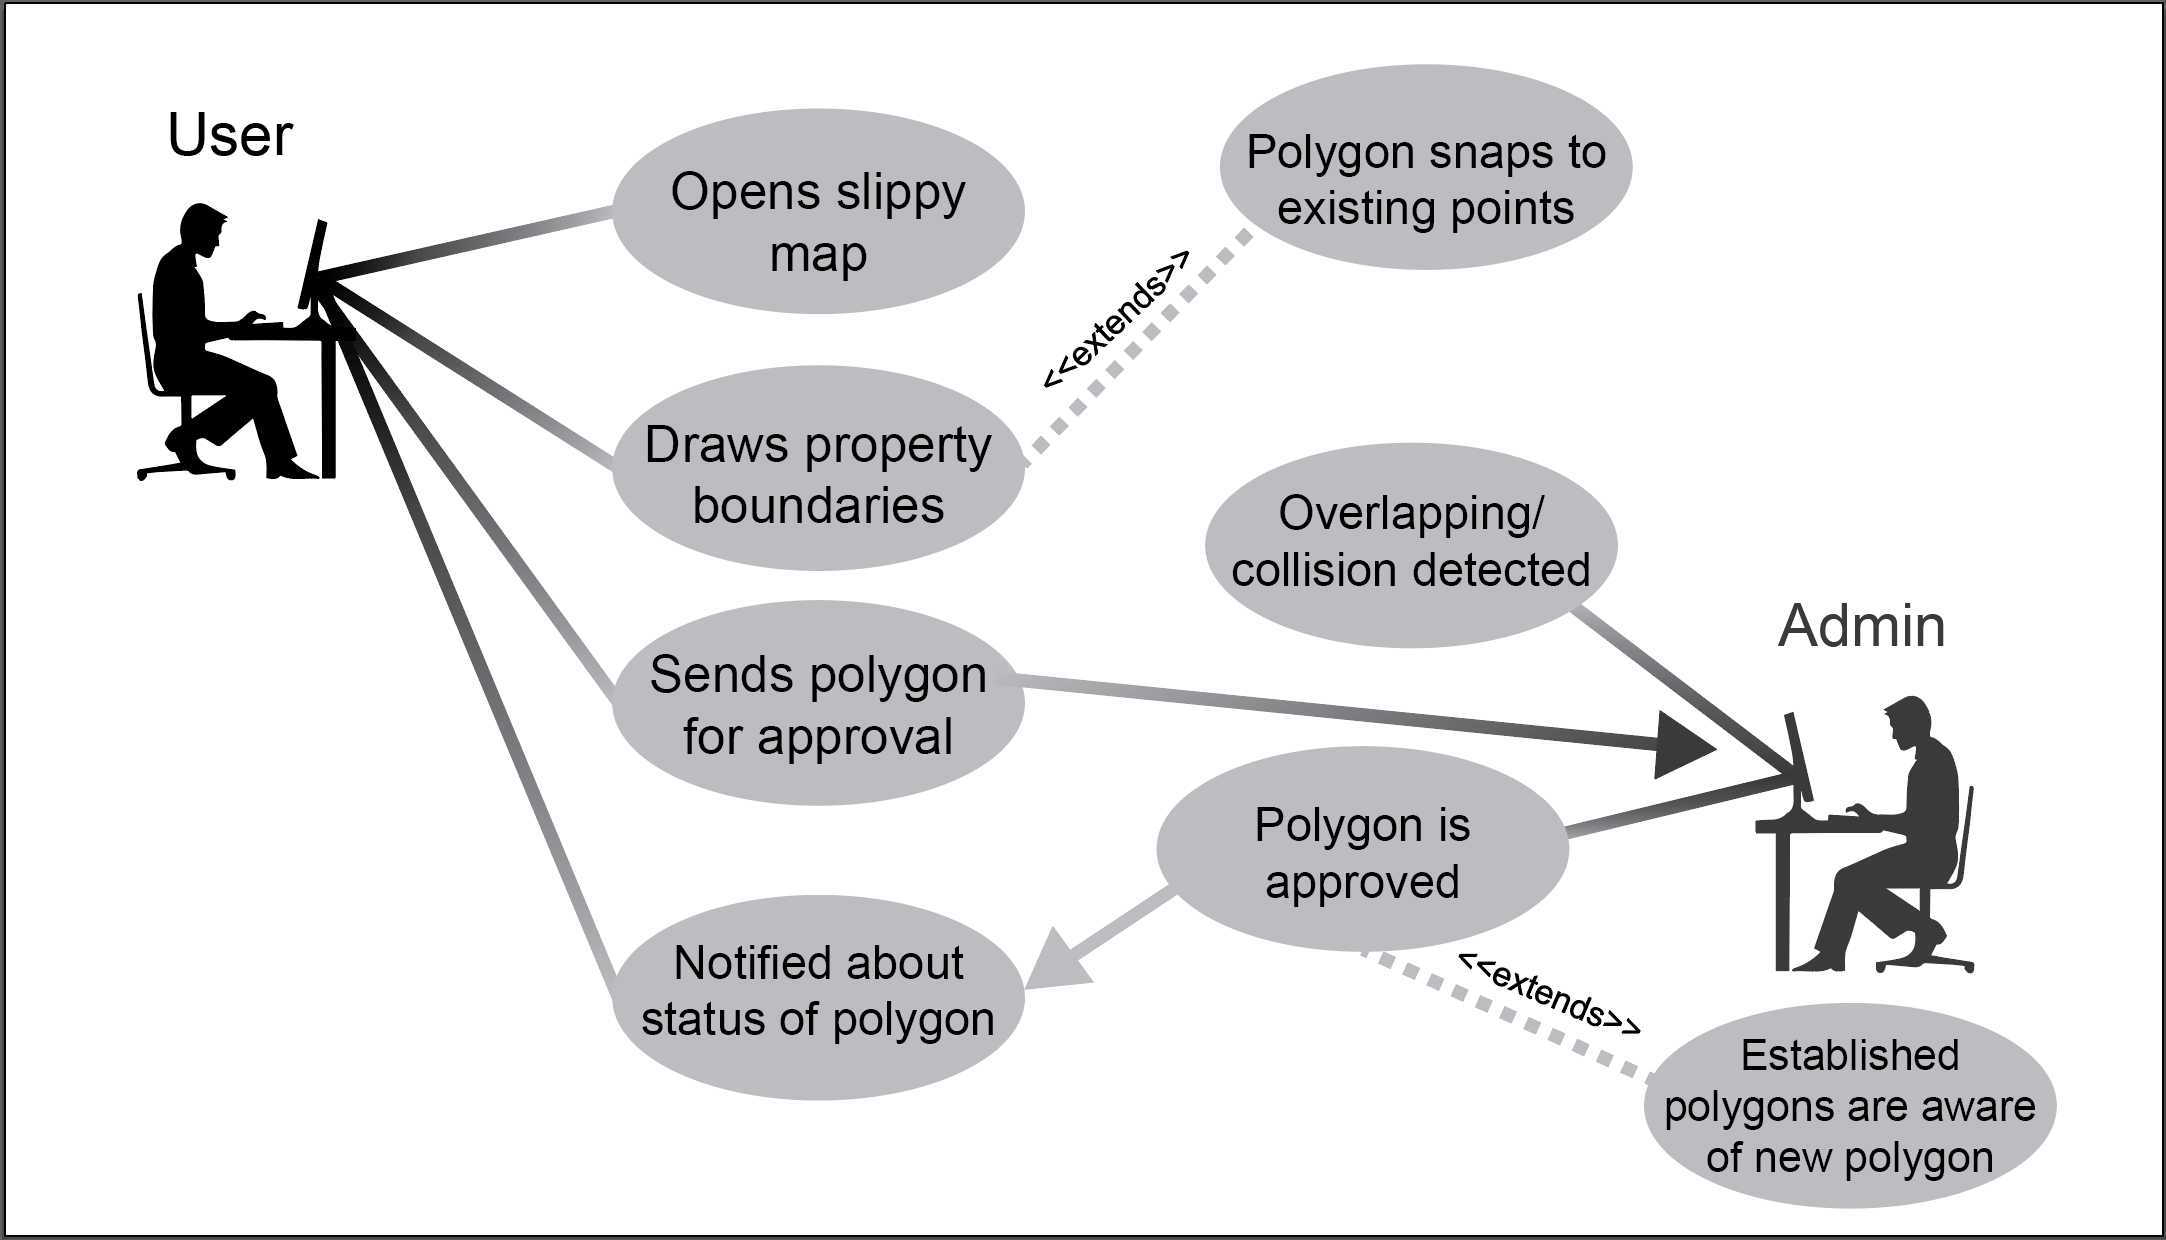 User
Opens slippy
map
Polygon snaps to
existing points
<<extends>>
Draws property
boundaries
Overlapping/
collision detected
Admin
Sends polygon
for approval
Polygon is
approved
Notified about
status of polygon
<<extends>>
Established
polygons are aware
of new polygon